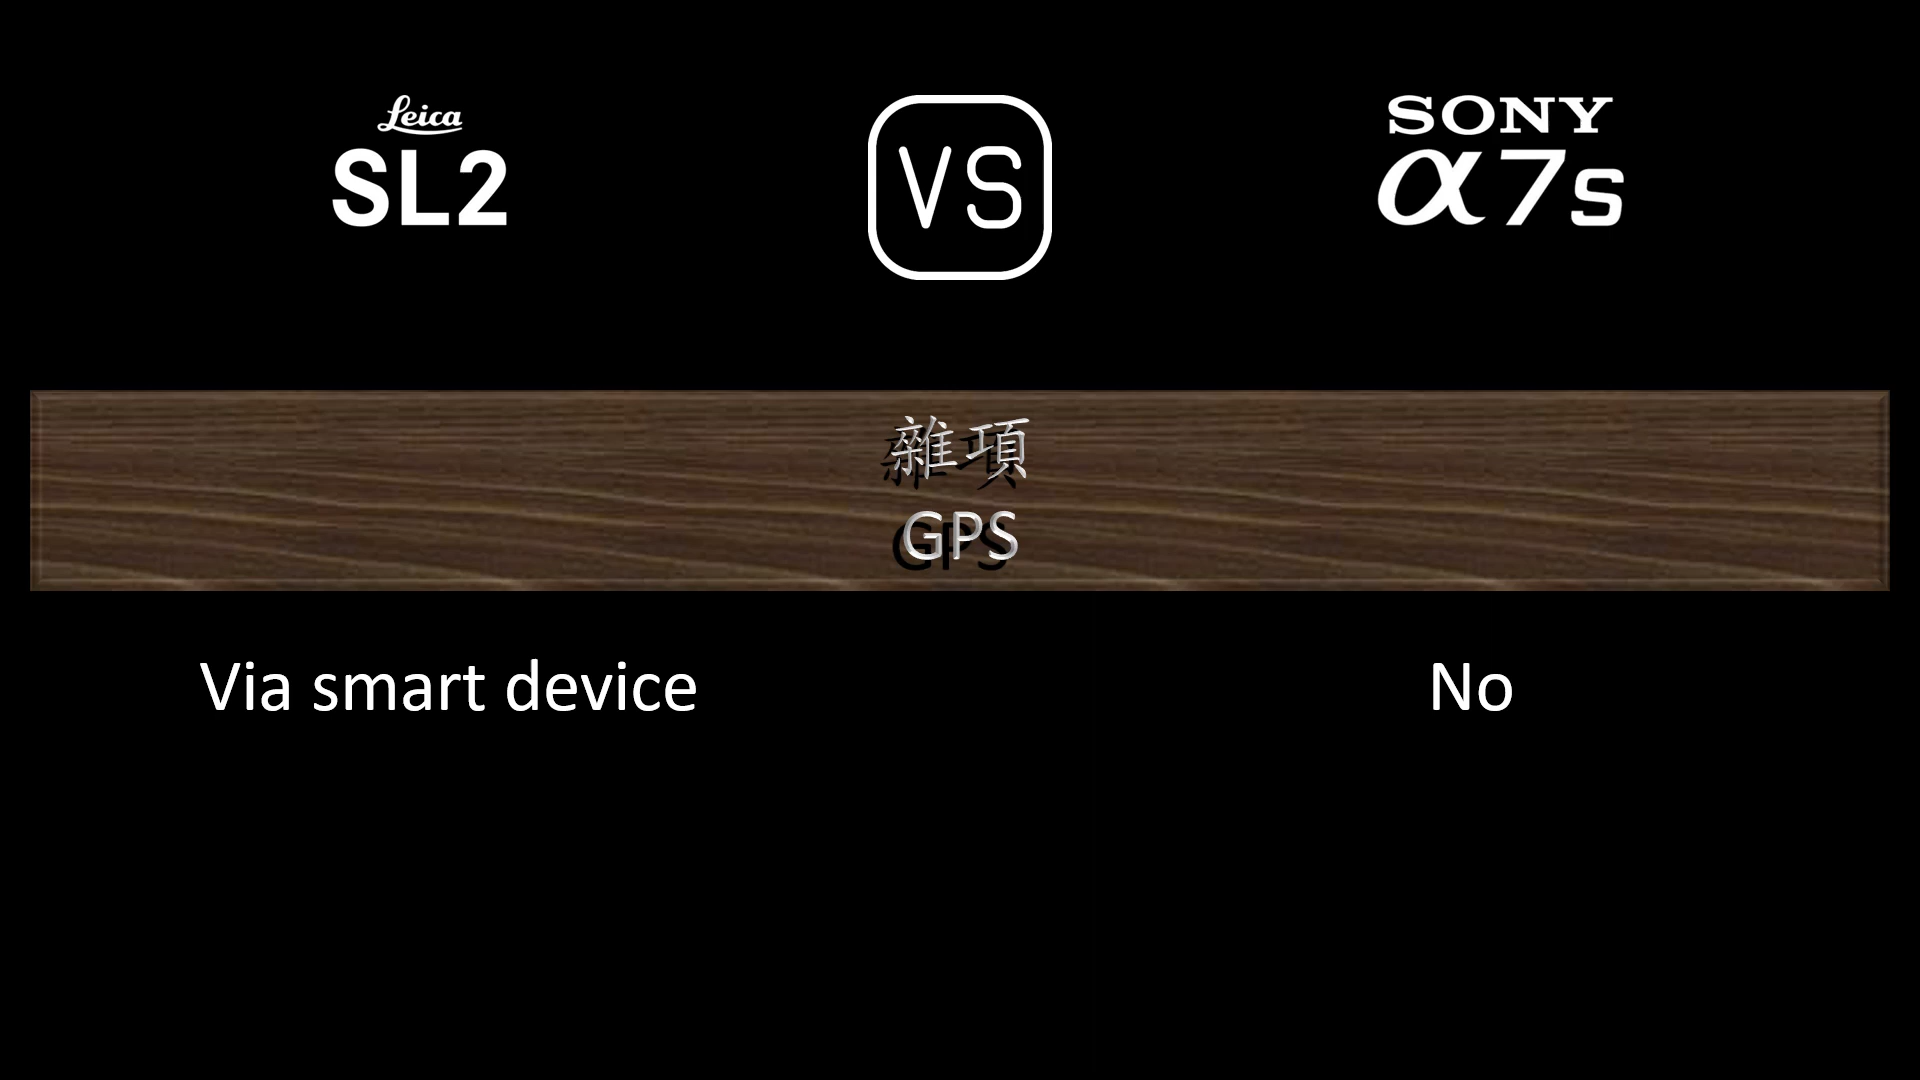 Leica
SL2
VS
SONY
α7s
雜項
GPS
Via smart device
No